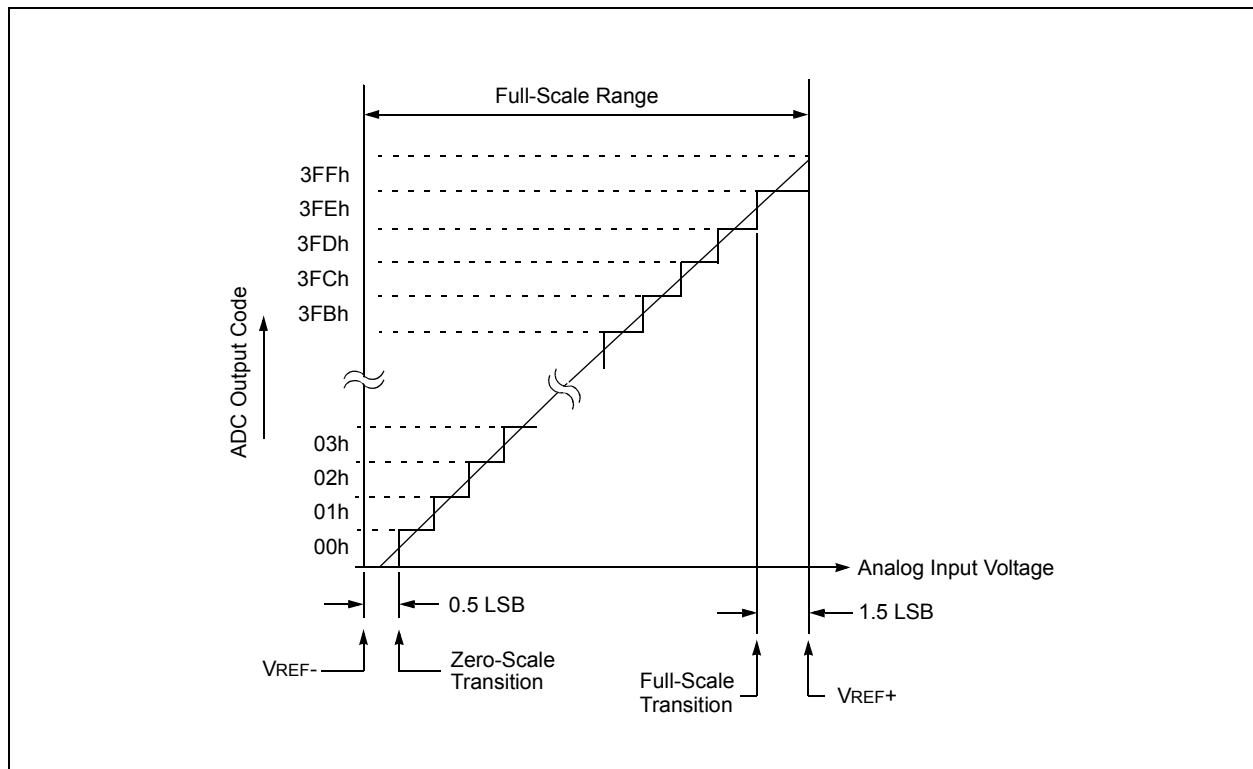 Full-Scale Range
3FFh
3FEh
3FDh
3FCh
3FBh
ADC Output Code
03h
02h
01h
00h
Analog Input Voltage
0.5 LSB
1.5 LSB
VREF-
Zero-Scale
Transition
Full-Scale
Transition
VREF+